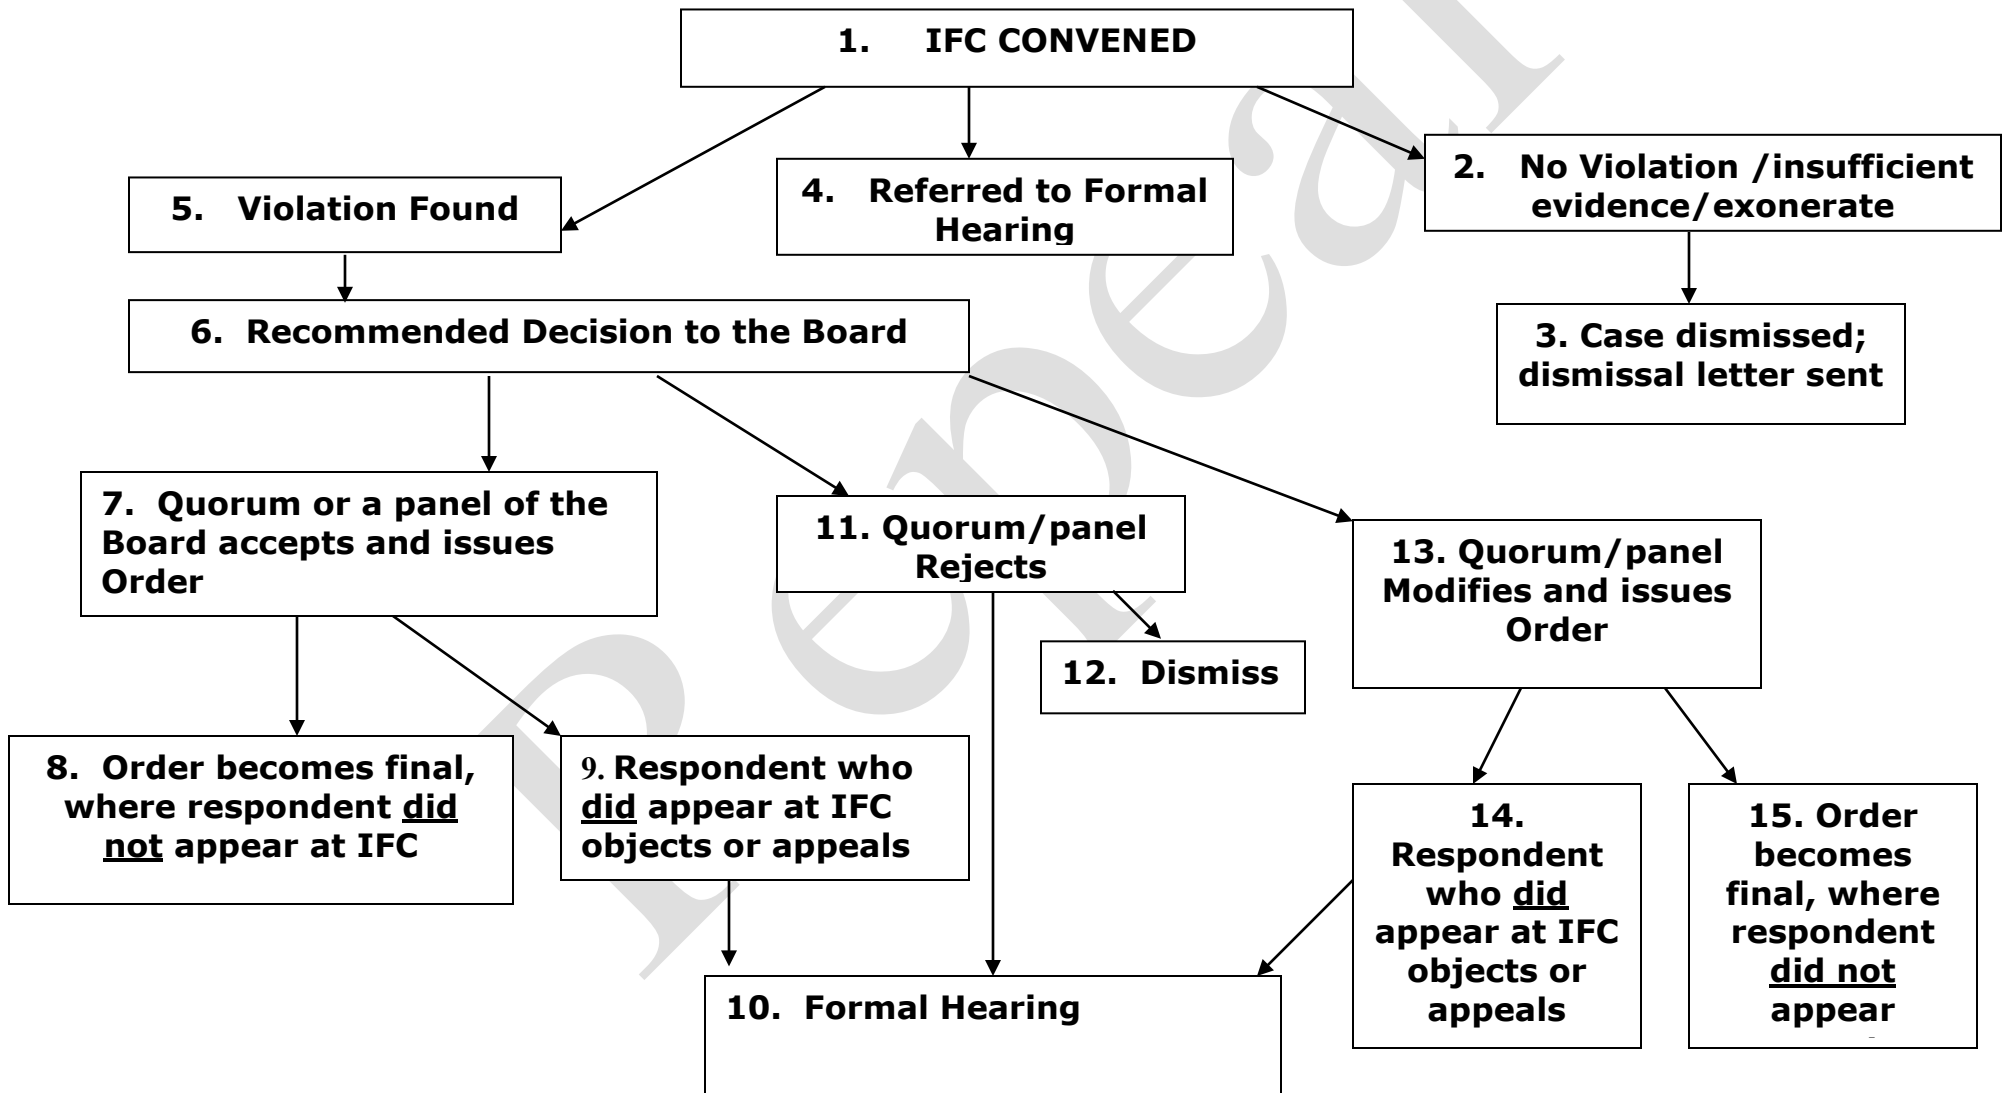 1. IFC CONVENED
2. No Violation /insufficient
evidence/exonerate
4. Referred to Formal
Hearing
5. Violation Found
6. Recommended Decision to the Board
3. Case dismissed;
dismissal letter sent
7. Quorum or a panel of the
Board accepts and issues
Order
11. Quorum/panel
Rejects
13. Quorum/panel
Modifies and issues
Order
12. Dismiss
8. Order becomes final,
where respondent did
not appear at IFC
9. Respondent who
did appear at IFC
objects or appeals
14.
Respondent
who did
appear at IFC
objects or
appeals
15. Order
becomes
final, where
respondent
did not
appear
10. Formal Hearing